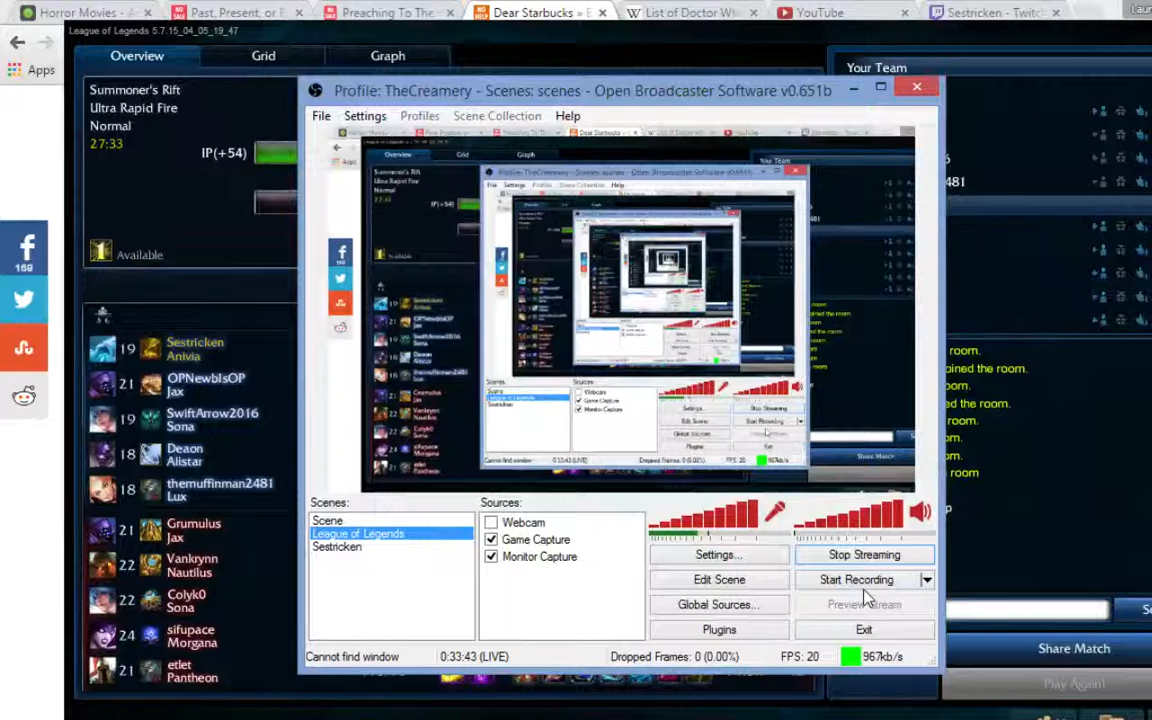 Horror Movies - A
Past, Present, or F
Preaching To The
Dear Starbucks » B
List of Doctor W
YouTube
Sestricken - Twitc
Laur
League of Legends 5.7.15_04_05_19_47
Apps
Overview
Grid
Graph
Your Team
Summoner's Rift
Ultra Rapid Fire
Normal
27:33
IP(+54)
Available
169
19 Sestricken
Anivia
21 OPNewbIsOP
Jax
19 SwiftArrow2016
Sona
18 Deaon
Alistar
18 themuffinman2481
Lux
21 Grumulus
Jax
22 Vankrynn
Nautilus
22 Colyk0
Sona
24 sifupace
Morgana
21 etlet
Pantheon
Profile: TheCreamery - Scenes: scenes - Open Broadcaster Software v0.651b
File Settings Profiles Scene Collection Help
Scenes:
Scene
League of Legends
Sestricken
Sources:
Webcam
Game Capture
Monitor Capture
Settings...
Stop Streaming
Edit Scene
Start Recording
Global Sources...
Preview Stream
Plugins
Exit
Cannot find window
0:33:43 (LIVE)
Dropped Frames: 0 (0.00%)
FPS: 20
967kb/s
481
room.
oined the room.
ed the room.
e room.
room
Se
Share Match
Play Again!